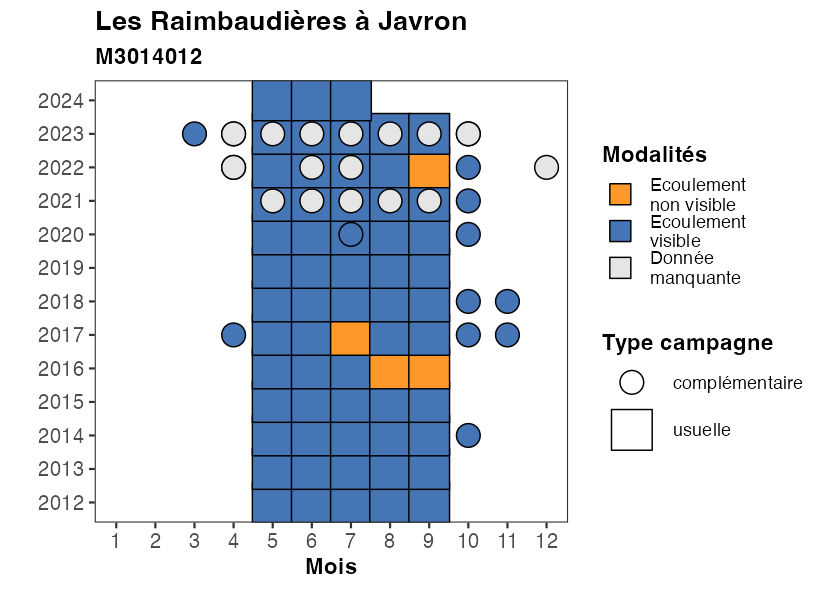 Les Raimbaudières à Javron
M3014012
2024
2023
2022
2021
2020
2019
2018
2017
2016
2015
2014
2013
2012
1 2 3 4 5 6 7 8 9 10 11 12
Mois
Modalités
Ecoulement
non visible
Ecoulement
visible
Donnée
manquante
Type campagne
complémentaire
usuelle